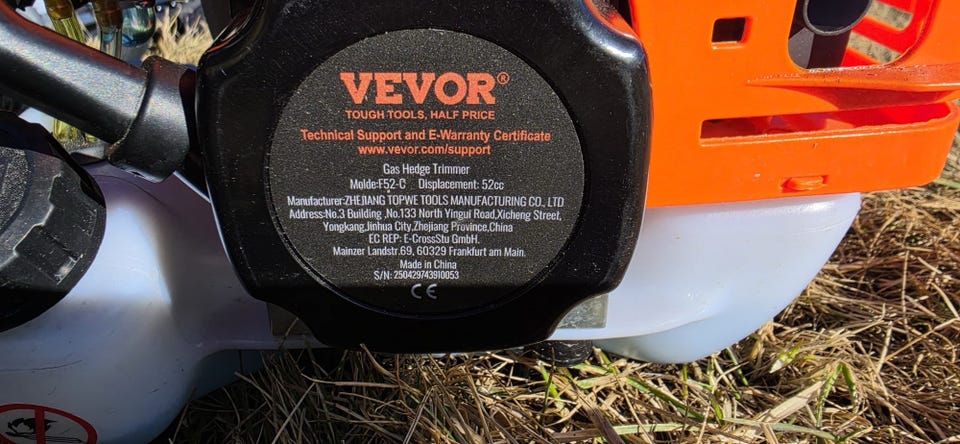 VEVOR®
TOUGH TOOLS, HALF PRICE
Technical Support and E-Warranty Certificate
www.vevor.com/support
Gas Hedge Trimmer
Molde:F52-C Displacement: 52cc
Manufacturer:ZHEJIANG TOPWE TOOLS MANUFACTURING CO., LTD
Address:No.3 Building ,No.133 North Yingui Road,Xicheng Street,
Yongkang,Jinhua City,Zhejiang Province,China
EC REP: E-CrossStu GmbH.
Mainzer Landstr.69, 60329 Frankfurt am Main.
Made in China
S/N: 250429743910053
CE